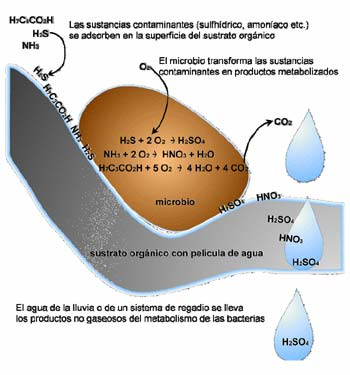 H7C3CO2H
H2S
NH3
Las sustancias contaminantes (sulfhídrico, amoníaco etc.)
se adsorben en la superficie del sustrato orgánico
O2
El microbio transforma las sustancias
contaminantes en productos metabolizados
H2S H7C3CO2H NH3 H2S
CO2
H2S + 2 O2 → H2SO4
NH3 + 2 O2 → HNO3 + H2O
H7C3CO2H + 5 O2 → 4 H2O + 4 CO2
microbio
H2SO4 HNO3
H2SO4
HNO3
H2SO4
sustrato orgánico con pelicula de agua
El agua de la lluvia o de un sistema de regadio se lleva
los productos no gaseosos del metabolismo de las bacterias
H2SO4